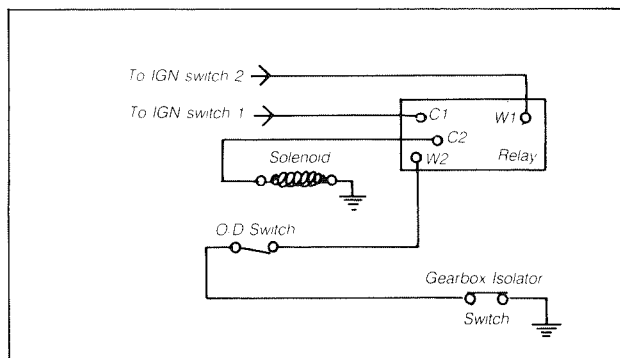 To IGN switch 2
To IGN switch 1
C1
W1
C2
W2
Relay
Solenoid
O.D Switch
Gearbox Isolator
Switch